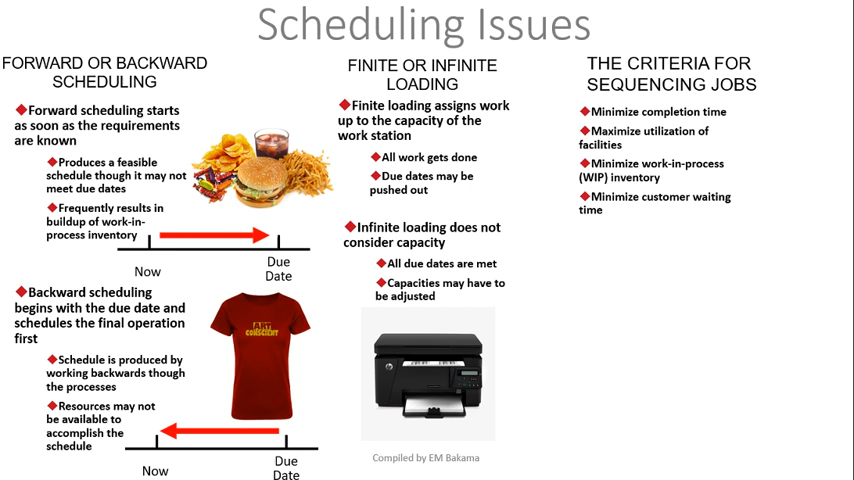 Scheduling Issues
FORWARD OR BACKWARD
SCHEDULING
◆Forward scheduling starts
as soon as the requirements
are known
◆Produces a feasible
schedule though it may not
meet due dates
◆Frequently results in
buildup of work-in-
process inventory
Now
Due
Date
◆Backward scheduling
begins with the due date and
schedules the final operation
first
◆Schedule is produced by
working backwards though
the processes
◆Resources may not
be available to
accomplish the
schedule
Now
Due
Date
ART
CONSCIENT
FINITE OR INFINITE
LOADING
◆Finite loading assigns work
up to the capacity of the
work station
◆All work gets done
◆Due dates may be
pushed out
◆Infinite loading does not
consider capacity
◆All due dates are met
◆Capacities may have to
be adjusted
hp
Compiled by EM Bakama
THE CRITERIA FOR
SEQUENCING JOBS
◆Minimize completion time
◆Maximize utilization of
facilities
◆Minimize work-in-process
(WIP) inventory
◆Minimize customer waiting
time